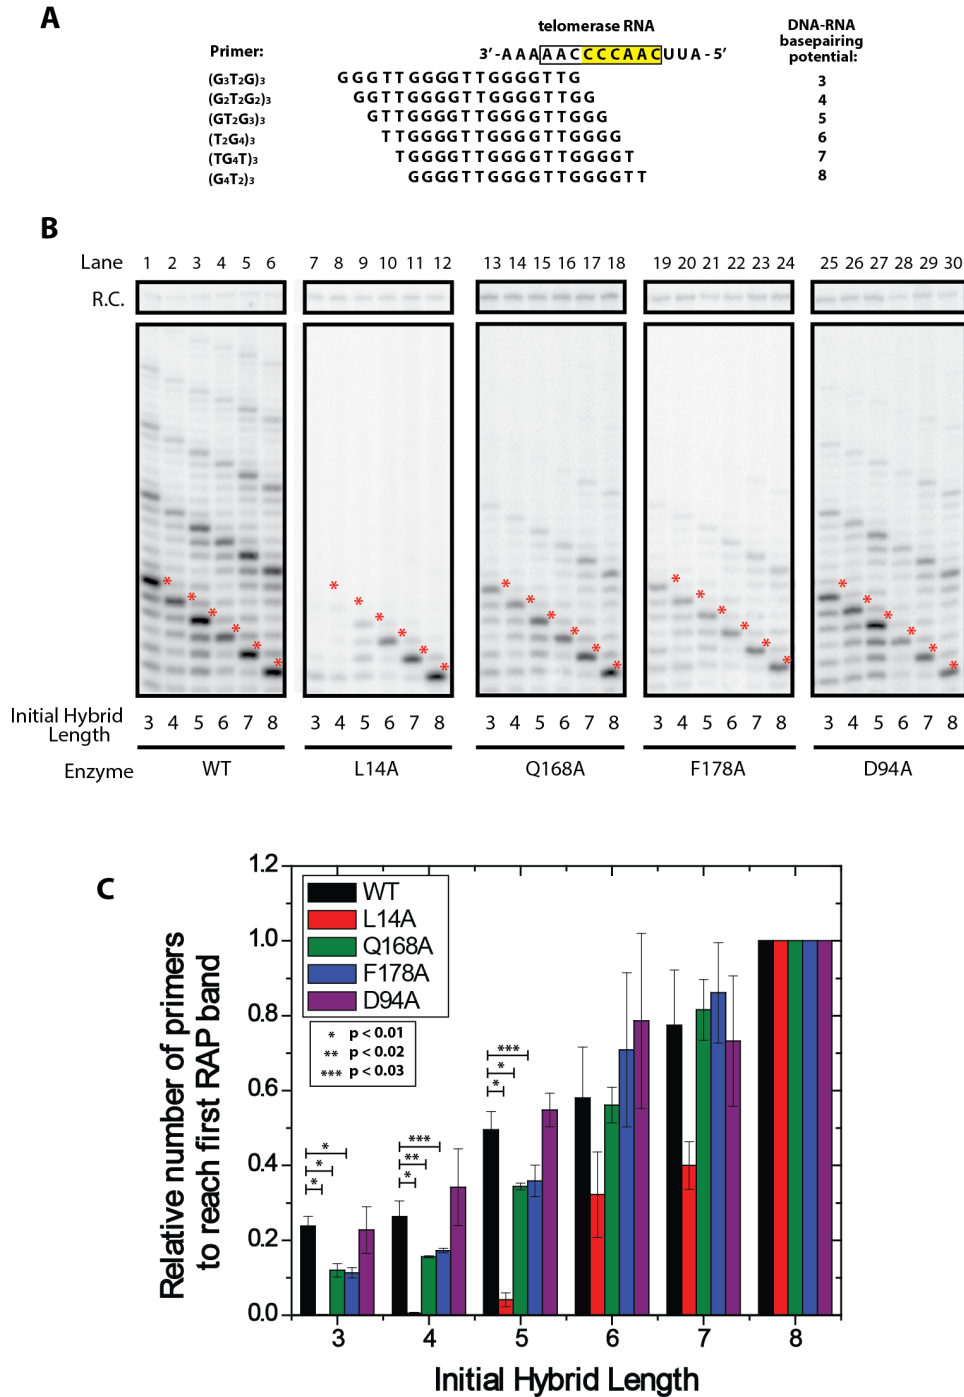 A
telomerase RNA
DNA-RNA
basepairing
potential:
Primer:
3'-AAAAACCCCAACUUA-5'
(G3T2G)3 GGGTTGGGGTTGGGGTTG 3
(G2T2G2)3 GGTTGGGGTTGGGGTTGG 4
(GT2G3)3 GTTGGGGTTGGGGTTGGG 5
(T2G4)3 TTGGGGTTGGGGTTGGGG 6
(TG4T)3 TGGGGTTGGGGTTGGGGT 7
(G4T2)3 GGGGTTGGGGTTGGGGTT 8
B
Lane 1 2 3 4 5 6 7 8 9 10 11 12 13 14 15 16 17 18 19 20 21 22 23 24 25 26 27 28 29 30
R.C.
* * * * * * * * * * * * * * * * * * * * * * * * * * * * *
Initial Hybrid
Length
3 4 5 6 7 8 3 4 5 6 7 8 3 4 5 6 7 8 3 4 5 6 7 8 3 4 5 6 7 8
Enzyme WT L14A Q168A F178A D94A
C
Relative number of primers
to reach first RAP band
1.2
1.0
0.8
0.6
0.4
0.2
0.0
WT
L14A
Q168A
F178A
D94A
* p < 0.01
** p < 0.02
*** p < 0.03
*
*
*
***
**
*
***
*
*
3 4 5 6 7 8
Initial Hybrid Length